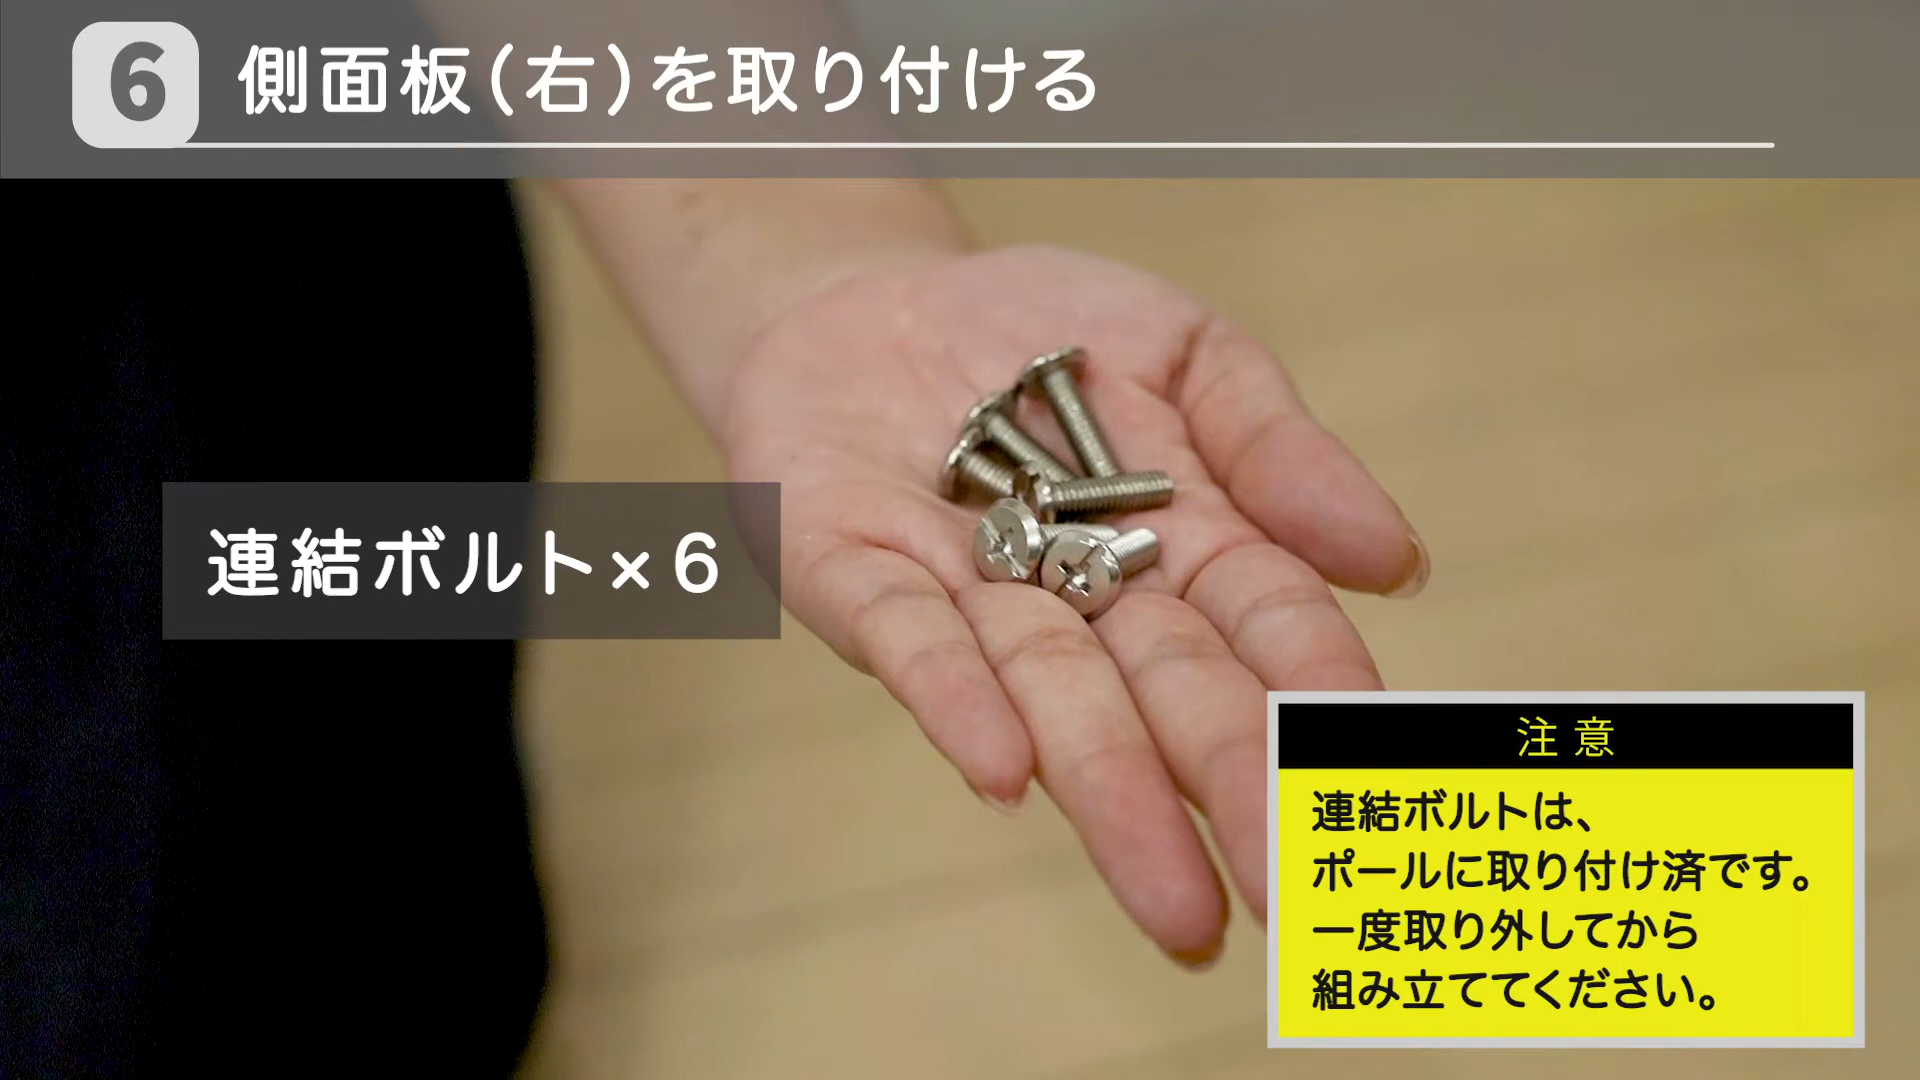 6 側面板(右)を取り付ける
連結ボルト×6
注意
連結ボルトは、
ポールに取り付け済です。
一度取り外してから
組み立ててください。